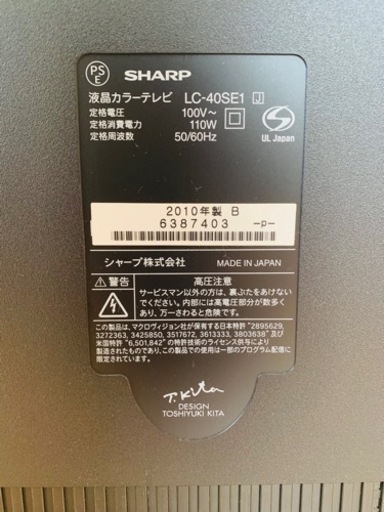 PS
E
SHARP
液晶カラーテレビ LC-40SE1 J
定格電圧 100V～
定格消費電力 110W
定格周波数 50/60Hz
S
UL Japan
2010年製 B
6387403 -p-
シャープ株式会社 MADE IN JAPAN
警告 高圧注意
サービスマン以外の方は、裏ぶたをあけないでください。内部には高電圧部分が数多くあり、万一さわると危険です。
この製品は、マクロヴィジョン社が保有する日本特許 "2895629,
3272363, 3425850, 3517672, 3613333, 3803638" 及び
米国特許 "6,501,842" の特許技術のライセンス供与が
なされたものであり、この製品での使用は一部のプログラム配信に
限られています。
T. Kita
DESIGN
TOSHIYUKI KITA